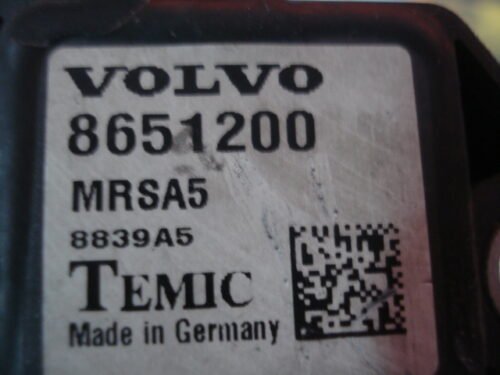 VOLVO
8651200
MRSA5
8839A5
TEMIC
Made in Germany